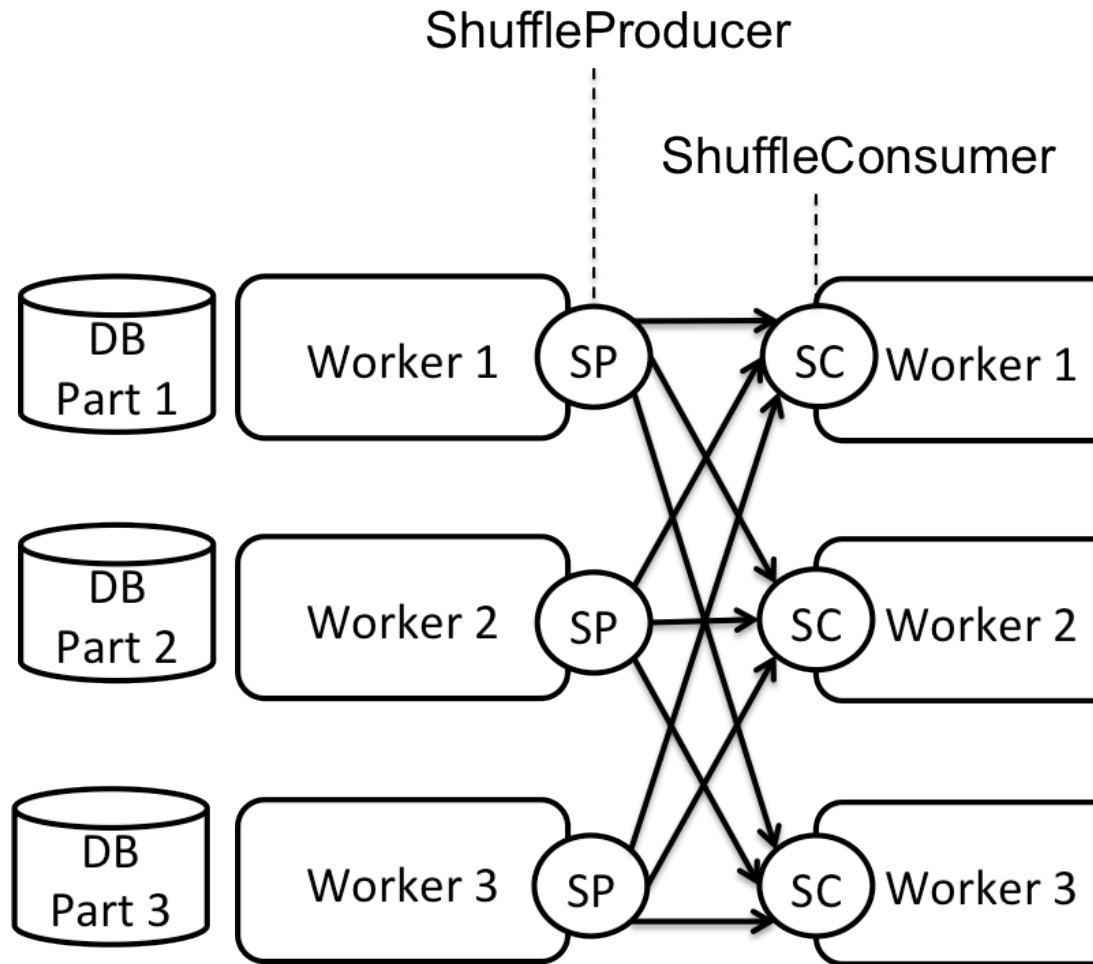 ShuffleProducer
ShuffleConsumer
DB
Part 1
Worker 1
SP
SC
Worker 1
DB
Part 2
Worker 2
SP
SC
Worker 2
DB
Part 3
Worker 3
SP
SC
Worker 3